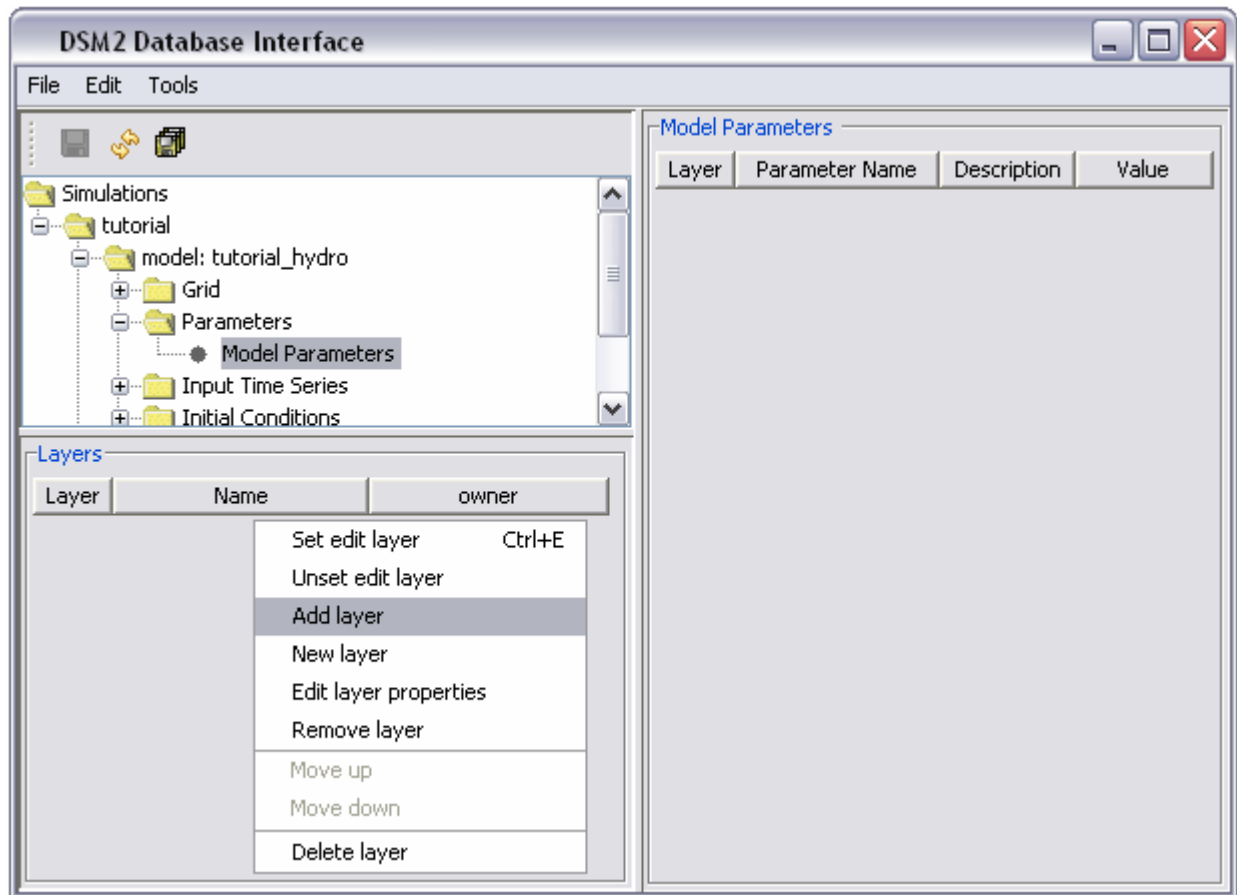 DSM2 Database Interface
File Edit Tools
Simulations
tutorial
model: tutorial_hydro
Grid
Parameters
Model Parameters
Input Time Series
Initial Conditions
Layers
Layer Name owner
Set edit layer Ctrl+E
Unset edit layer
Add layer
New layer
Edit layer properties
Remove layer
Move up
Move down
Delete layer
Model Parameters
Layer Parameter Name Description Value